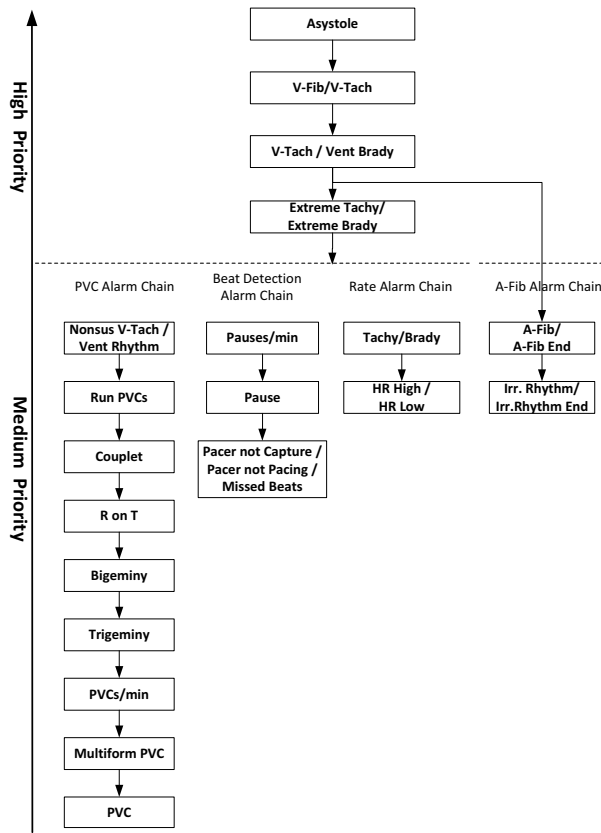 High Priority
Medium Priority
Asystole
V-Fib/V-Tach
V-Tach / Vent Brady
Extreme Tachy/
Extreme Brady
PVC Alarm Chain
Nonsus V-Tach /
Vent Rhythm
Run PVCs
Couplet
R on T
Bigeminy
Trigeminy
PVCs/min
Multiform PVC
PVC
Beat Detection
Alarm Chain
Pauses/min
Pause
Pacer not Capture /
Pacer not Pacing /
Missed Beats
Rate Alarm Chain
Tachy/Brady
HR High /
HR Low
A-Fib Alarm Chain
A-Fib/
A-Fib End
Irr. Rhythm/
Irr.Rhythm End